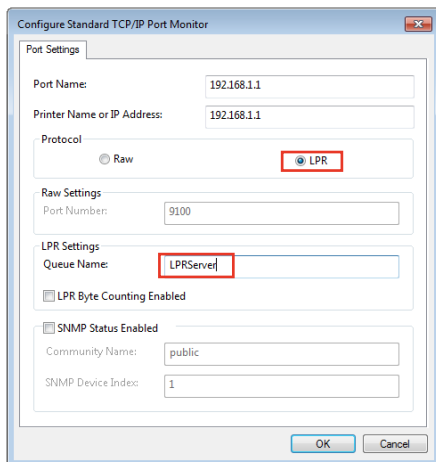 Configure Standard TCP/IP Port Monitor
Port Settings
Port Name: 192.168.1.1
Printer Name or IP Address: 192.168.1.1
Protocol
Raw LPR
Raw Settings
Port Number: 9100
LPR Settings
Queue Name: LPRServer
LPR Byte Counting Enabled
SNMP Status Enabled
Community Name: public
SNMP Device Index: 1
OK Cancel